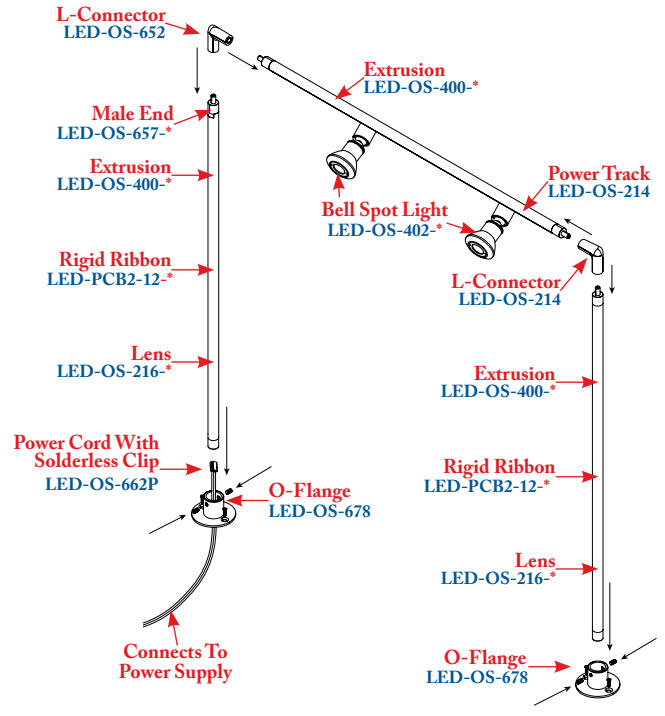 L-Connector
LED-OS-652
Extrusion
LED-OS-400-*
Male End
LED-OS-657-*
Extrusion
LED-OS-400-*
Power Track
LED-OS-214
Bell Spot Light
LED-OS-402-*
Rigid Ribbon
LED-PCB2-12-*
L-Connector
LED-OS-214
Lens
LED-OS-216-*
Extrusion
LED-OS-400-*
Power Cord With
Solderless Clip
LED-OS-662P
O-Flange
LED-OS-678
Rigid Ribbon
LED-PCB2-12-*
Lens
LED-OS-216-*
Connects To
Power Supply
O-Flange
LED-OS-678